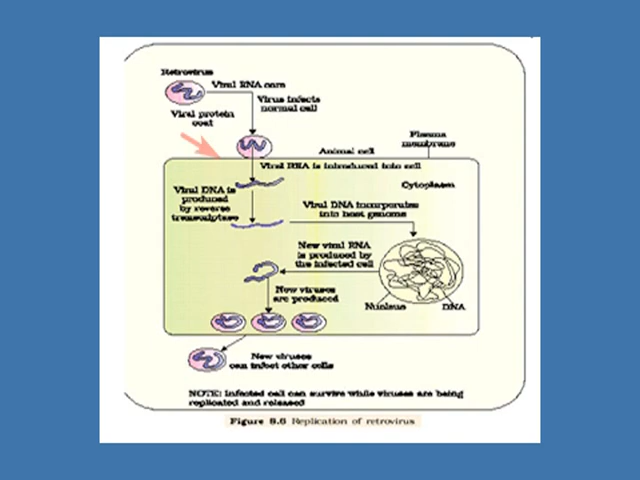 Retrovirus
Viral RNA core
Virus infects
normal cell
Viral protein
coat
Plasma
membrane
Animal cell
Viral RNA is introduced into cell
Cytoplasm
Viral DNA is
produced
by reverse
transcriptase
Viral DNA incorporates
into host genome
New viral RNA
is produced by
the infected cell
New viruses
are produced
Nucleus
DNA
New viruses
can infect other cells
NOTE: Infected cell can survive while viruses are being
replicated and released
Figure 8.6 Replication of retrovirus